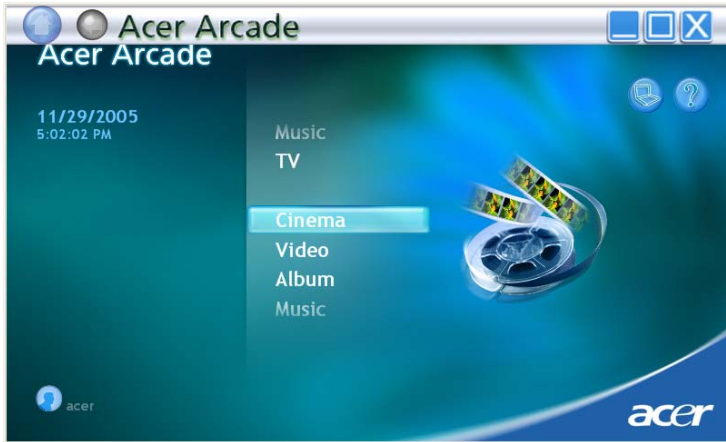 Acer Arcade
Acer Arcade
11/29/2005
5:02:02 PM
Music
TV
Cinema
Video
Album
Music
acer
acer